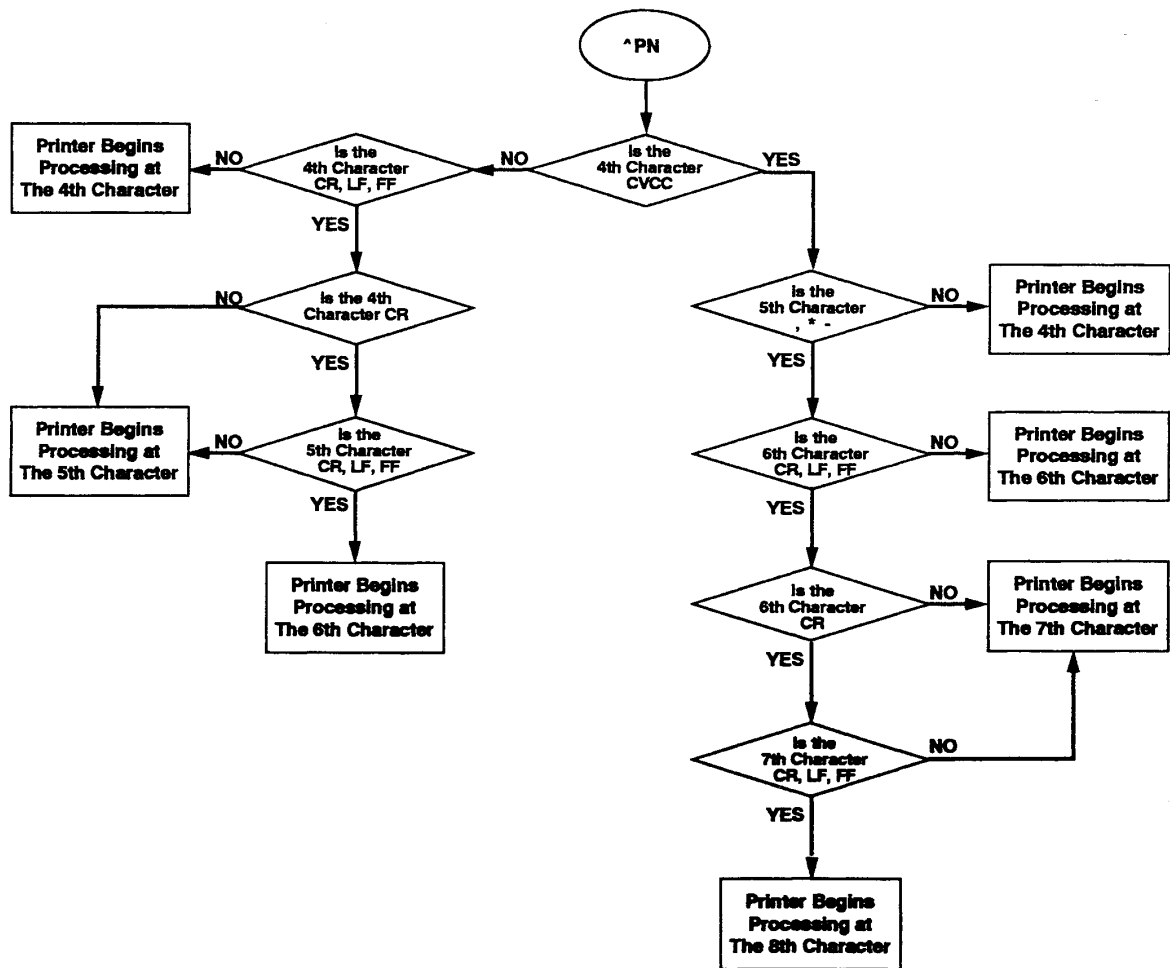 ^PN
Is the
4th Character
CVCC
NO
YES
Is the
4th Character
CR, LF, FF
NO
Printer Begins
Processing at
The 4th Character
YES
Is the 4th
Character CR
NO
YES
Is the
5th Character
CR, LF, FF
NO
Printer Begins
Processing at
The 5th Character
YES
Printer Begins
Processing at
The 6th Character
Is the
5th Character
, * -
NO
Printer Begins
Processing at
The 4th Character
YES
Is the
6th Character
CR, LF, FF
NO
Printer Begins
Processing at
The 6th Character
YES
Is the
6th Character
CR
NO
Printer Begins
Processing at
The 7th Character
YES
Is the
7th Character
CR, LF, FF
NO
YES
Printer Begins
Processing at
The 8th Character